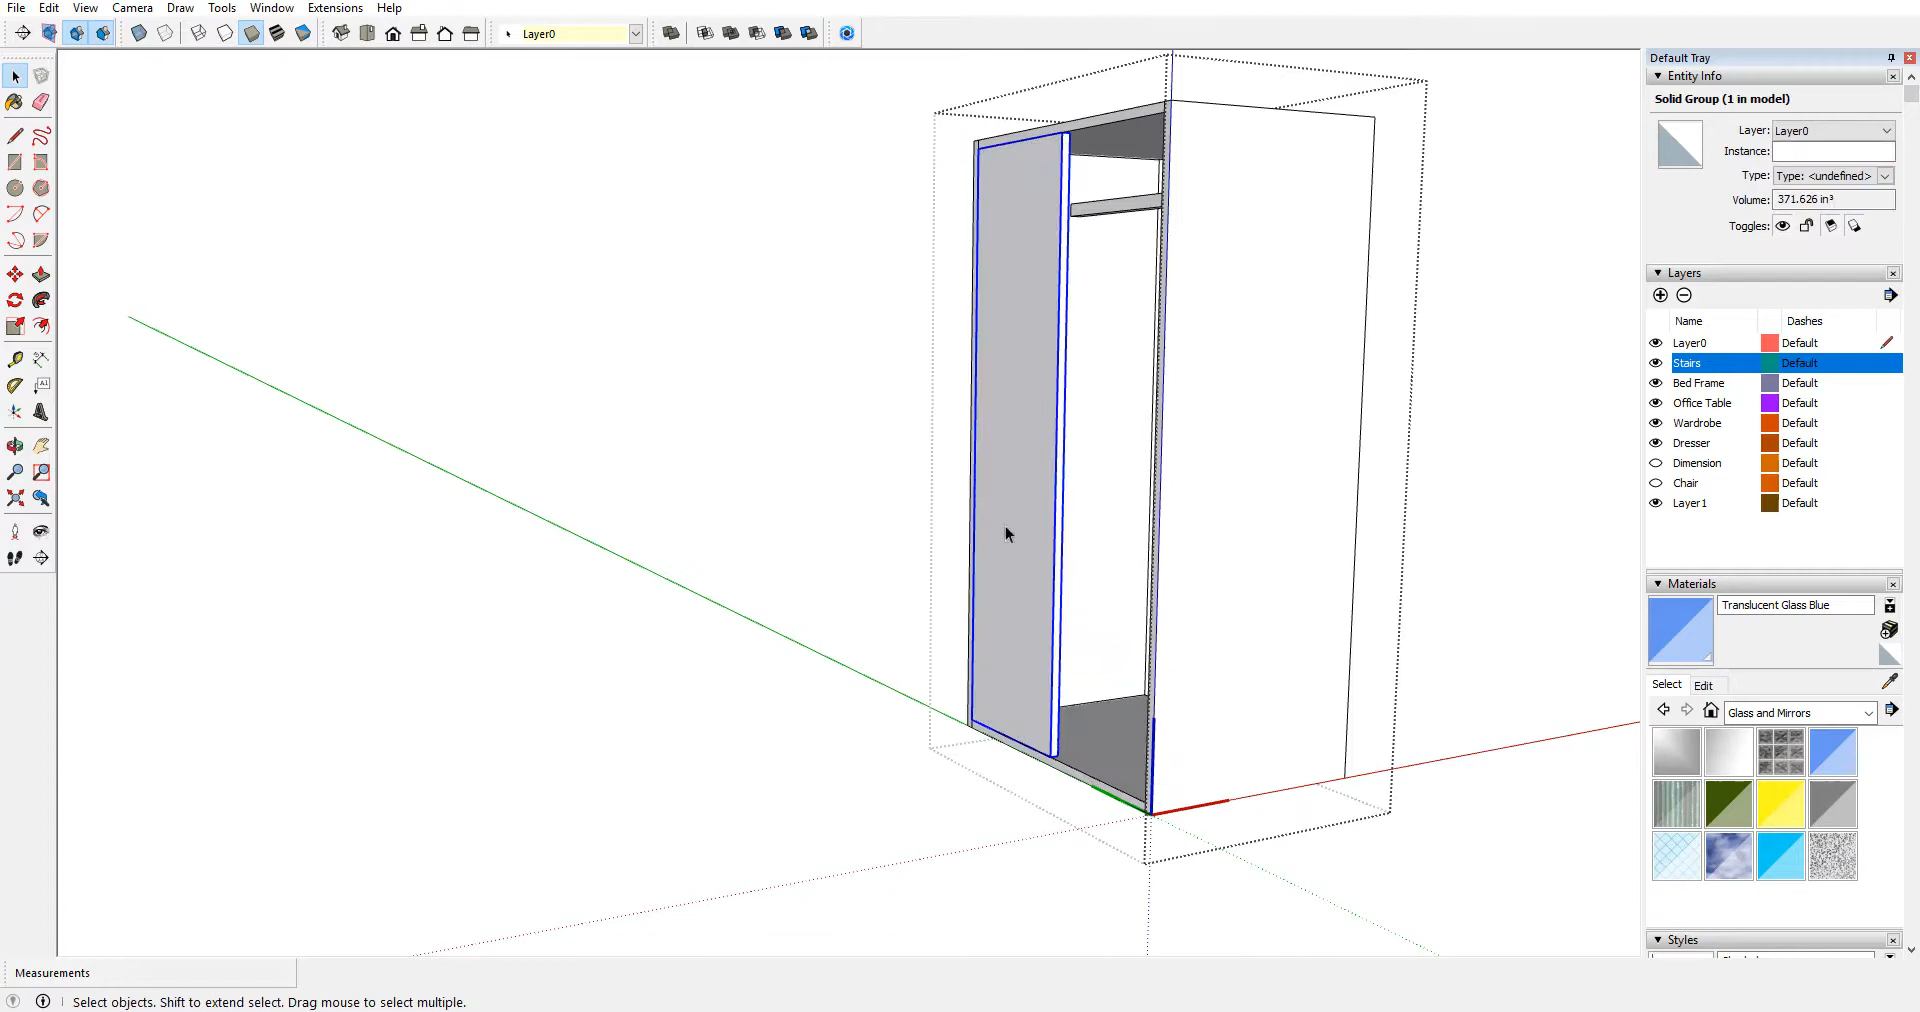 File Edit View Camera Draw Tools Window Extensions Help
Layer0
Default Tray
Entity Info
Solid Group (1 in model)
Layer: Layer0
Instance:
Type: Type: <undefined>
Volume: 371.626 in³
Toggles:
Layers
Name Dashes
Layer0 Default
Stairs Default
Bed Frame Default
Office Table Default
Wardrobe Default
Dresser Default
Dimension Default
Chair Default
Layer1 Default
Materials
Translucent Glass Blue
Select Edit
Glass and Mirrors
Styles
Measurements
Select objects. Shift to extend select. Drag mouse to select multiple.